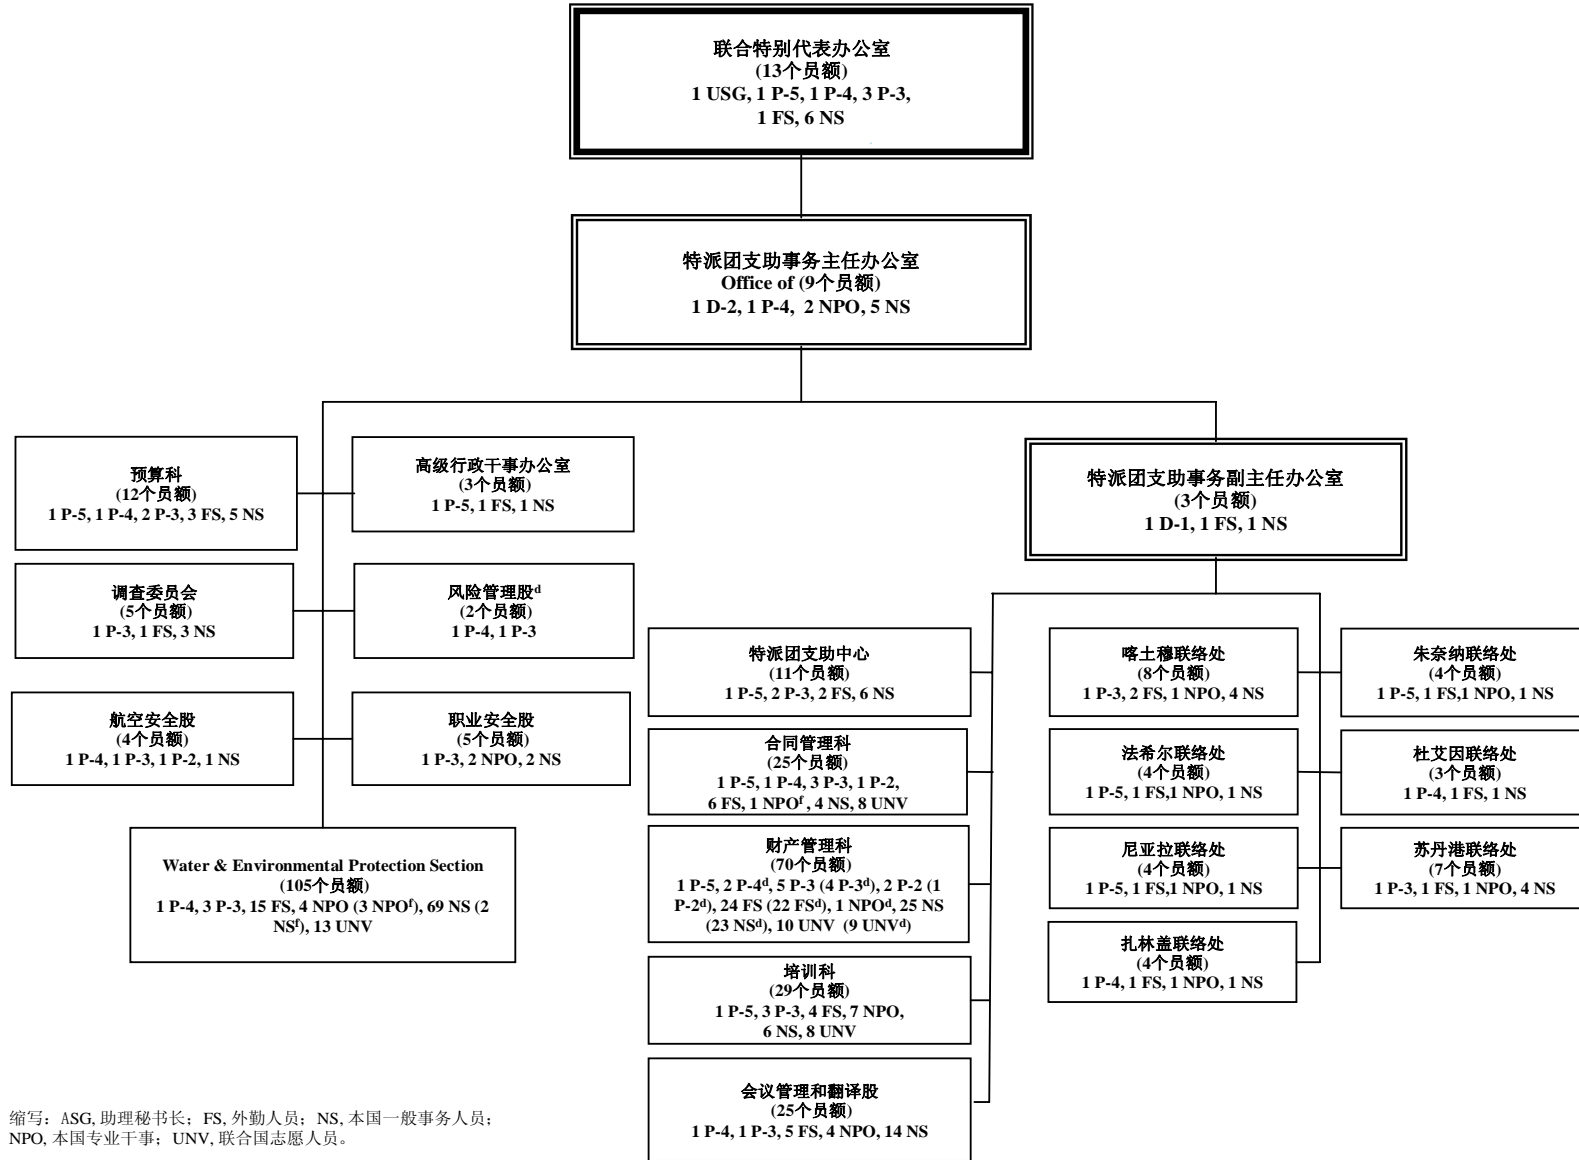 联合特别代表办公室
(13个员额)
1 USG, 1 P-5, 1 P-4, 3 P-3,
1 FS, 6 NS
特派团支助事务主任办公室
Office of (9个员额)
1 D-2, 1 P-4, 2 NPO, 5 NS
预算科
(12个员额)
1 P-5, 1 P-4, 2 P-3, 3 FS, 5 NS
高级行政干事办公室
(3个员额)
1 P-5, 1 FS, 1 NS
特派团支助事务副主任办公室
(3个员额)
1 D-1, 1 FS, 1 NS
调查委员会
(5个员额)
1 P-3, 1 FS, 3 NS
风险管理股d
(2个员额)
1 P-4, 1 P-3
航空安全股
(4个员额)
1 P-4, 1 P-3, 1 P-2, 1 NS
职业安全股
(5个员额)
1 P-3, 2 NPO, 2 NS
Water & Environmental Protection Section
(105个员额)
1 P-4, 3 P-3, 15 FS, 4 NPO (3 NPOf), 69 NS (2
NSf), 13 UNV
特派团支助中心
(11个员额)
1 P-5, 2 P-3, 2 FS, 6 NS
合同管理科
(25个员额)
1 P-5, 1 P-4, 3 P-3, 1 P-2,
6 FS, 1 NPOf , 4 NS, 8 UNV
财产管理科
(70个员额)
1 P-5, 2 P-4d, 5 P-3 (4 P-3d), 2 P-2 (1
P-2d), 24 FS (22 FSd), 1 NPOd, 25 NS
(23 NSd), 10 UNV (9 UNVd)
培训科
(29个员额)
1 P-5, 3 P-3, 4 FS, 7 NPO,
6 NS, 8 UNV
会议管理和翻译股
(25个员额)
1 P-4, 1 P-3, 5 FS, 4 NPO, 14 NS
喀土穆联络处
(8个员额)
1 P-3, 2 FS, 1 NPO, 4 NS
朱奈纳联络处
(4个员额)
1 P-5, 1 FS,1 NPO, 1 NS
法希尔联络处
(4个员额)
1 P-5, 1 FS,1 NPO, 1 NS
杜艾因联络处
(3个员额)
1 P-4, 1 FS, 1 NS
尼亚拉联络处
(4个员额)
1 P-5, 1 FS,1 NPO, 1 NS
苏丹港联络处
(7个员额)
1 P-3, 1 FS, 1 NPO, 4 NS
扎林盖联络处
(4个员额)
1 P-4, 1 FS, 1 NPO, 1 NS
缩写：ASG, 助理秘书长；FS, 外勤人员；NS, 本国一般事务人员；
NPO, 本国专业干事；UNV, 联合国志愿人员。